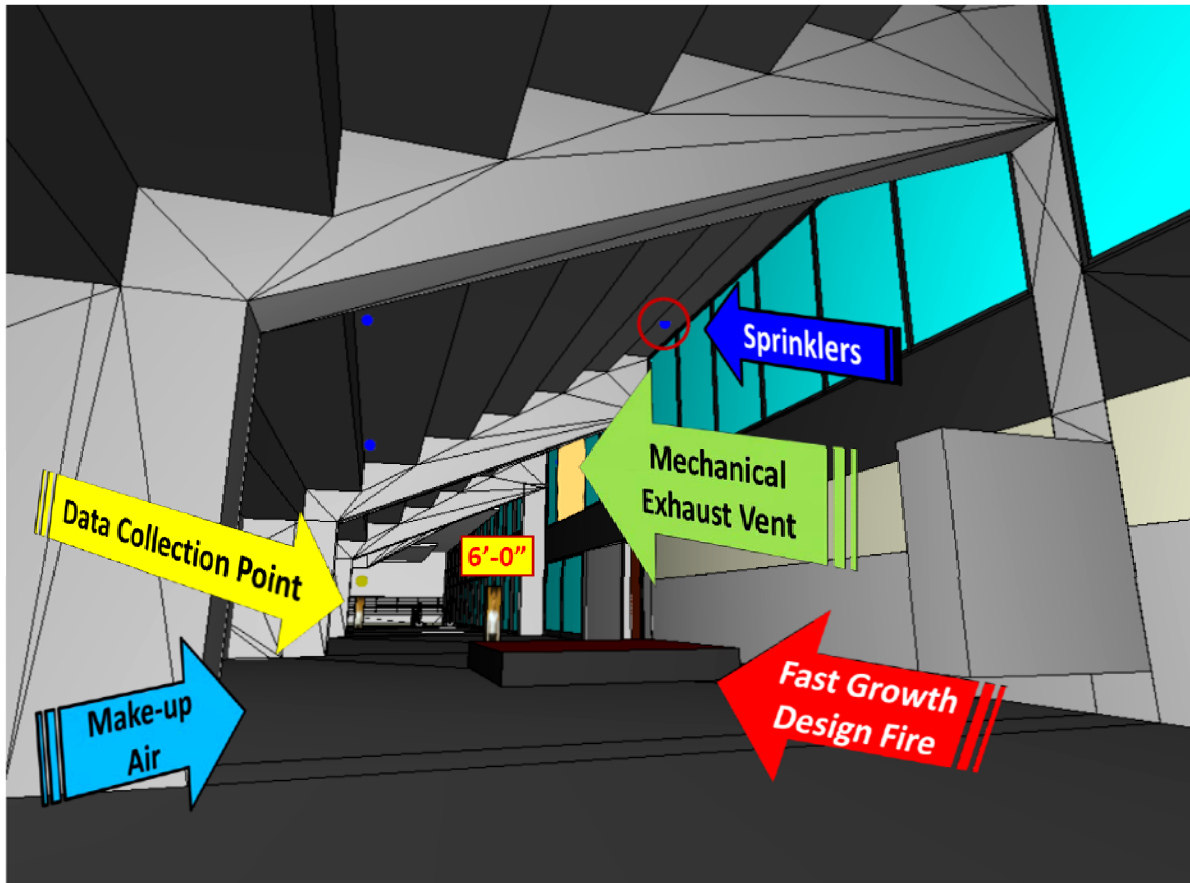 Sprinklers
Mechanical
Exhaust Vent
Data Collection Point
6’-0”
Make-up
Air
Fast Growth
Design Fire